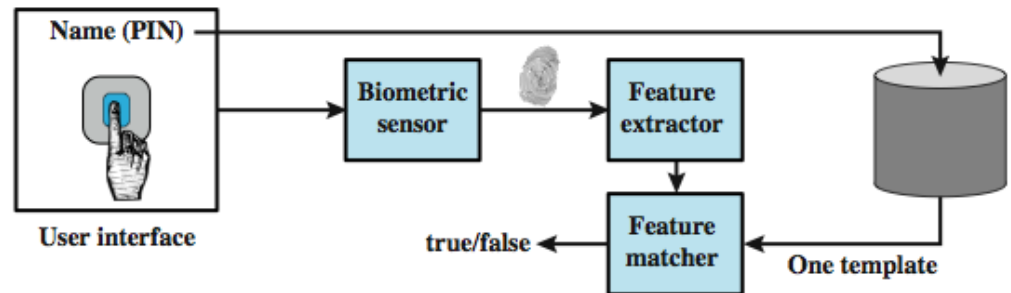 Name (PIN)
Biometric
sensor
Feature
extractor
User interface
true/false
Feature
matcher
One template